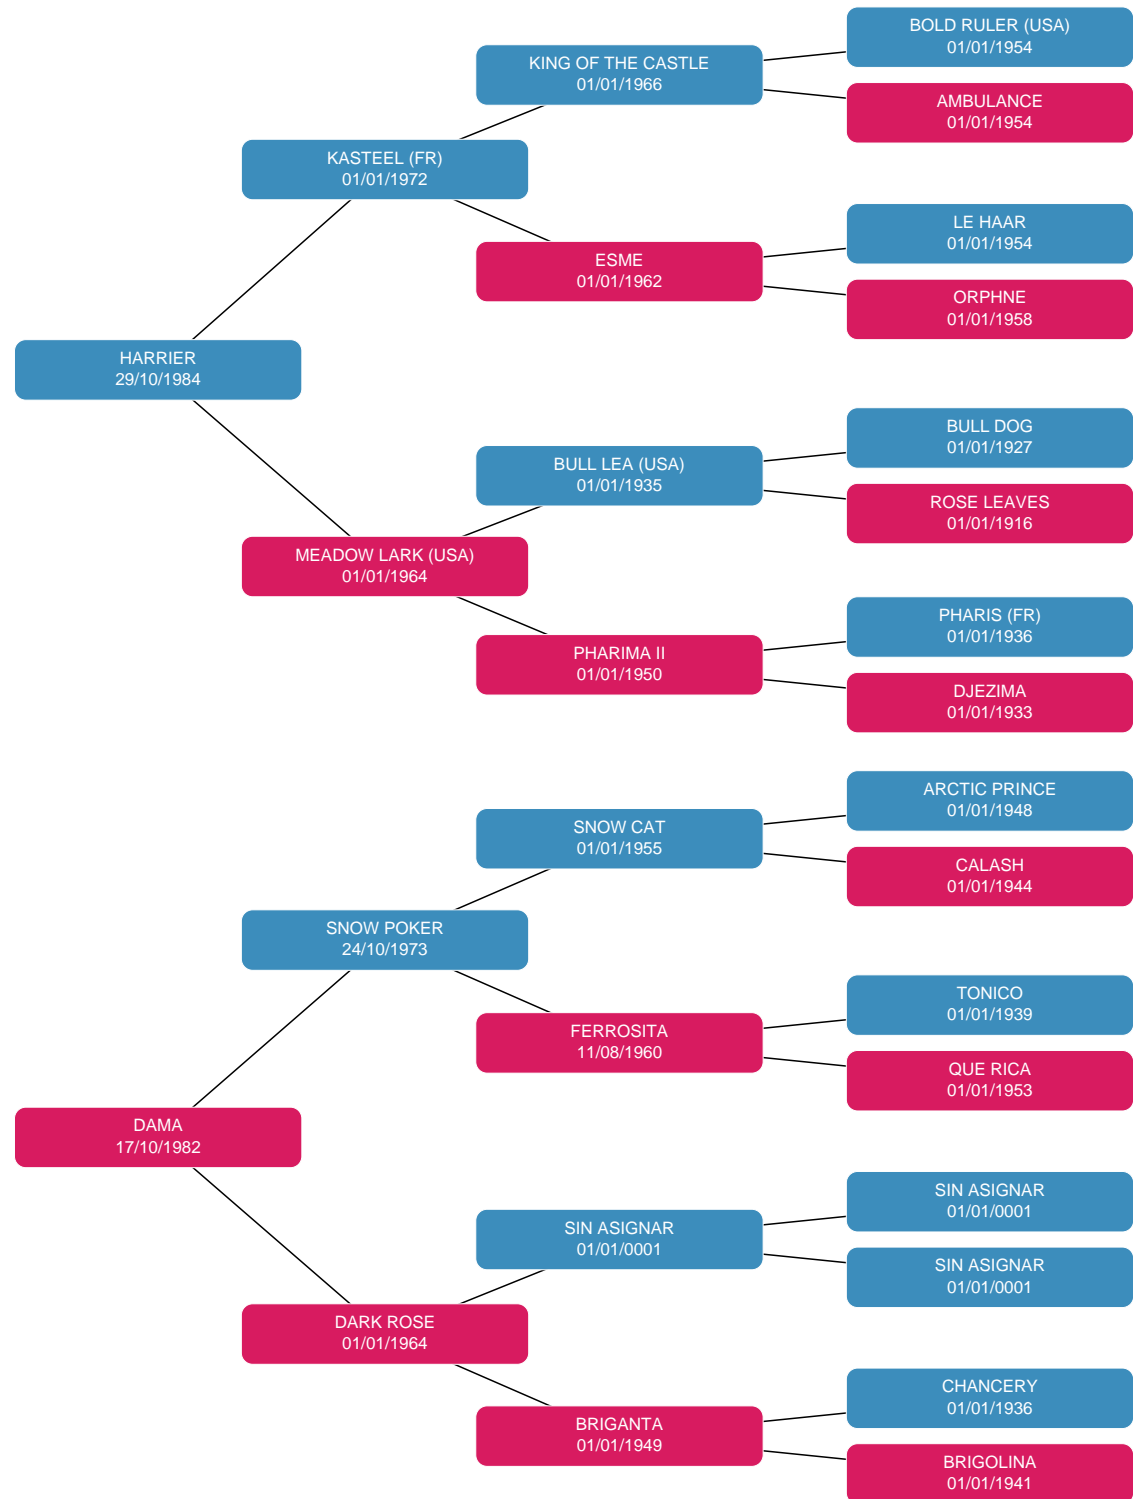 BOLD RULER (USA)
01/01/1954
KING OF THE CASTLE
01/01/1966
AMBULANCE
01/01/1954
KASTEEL (FR)
01/01/1972
LE HAAR
01/01/1954
ESME
01/01/1962
ORPHNE
01/01/1958
HARRIER
29/10/1984
BULL DOG
01/01/1927
BULL LEA (USA)
01/01/1935
ROSE LEAVES
01/01/1916
MEADOW LARK (USA)
01/01/1964
PHARIS (FR)
01/01/1936
PHARIMA II
01/01/1950
DJEZIMA
01/01/1933
ARCTIC PRINCE
01/01/1948
SNOW CAT
01/01/1955
CALASH
01/01/1944
SNOW POKER
24/10/1973
TONICO
01/01/1939
FERROSITA
11/08/1960
QUE RICA
01/01/1953
DAMA
17/10/1982
SIN ASIGNAR
01/01/0001
SIN ASIGNAR
01/01/0001
SIN ASIGNAR
01/01/0001
DARK ROSE
01/01/1964
CHANCERY
01/01/1936
BRIGANTA
01/01/1949
BRIGOLINA
01/01/1941